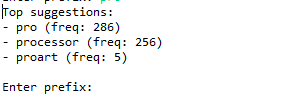 Top suggestions:
- pro (freq: 286)
- processor (freq: 256)
- proart (freq: 5)
Enter prefix: